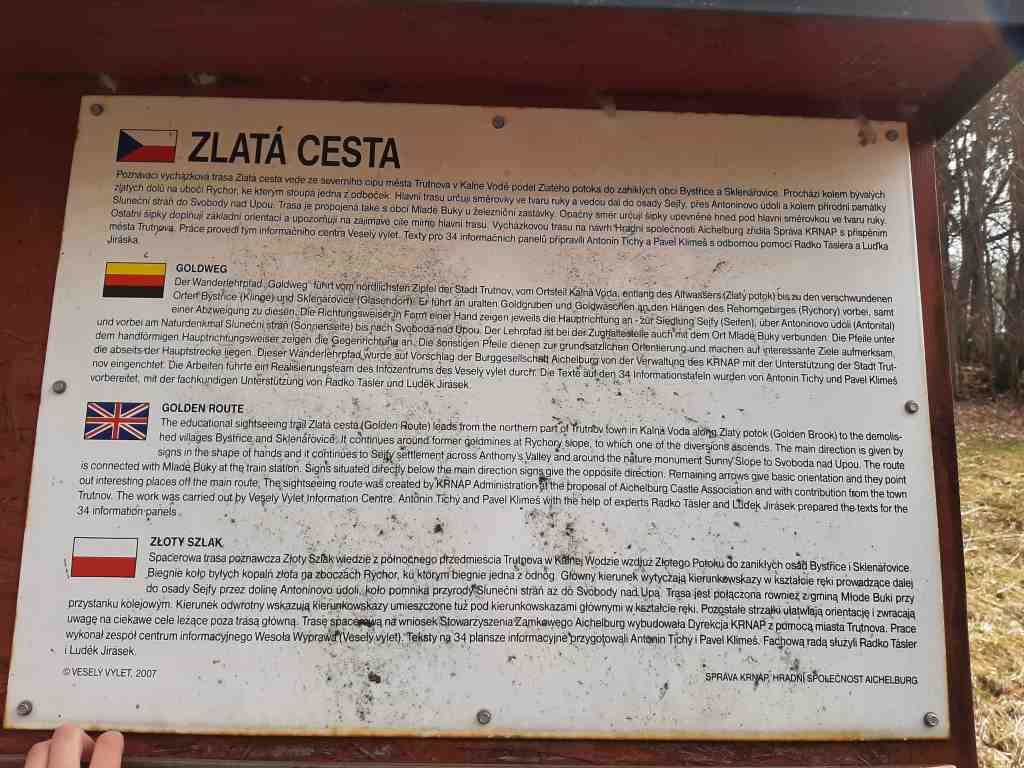 ZLATÁ CESTA
Poznávací vycházková trasa Zlatá cesta vede ze severního cípu města Trutnova v Kalné Vodě podél Zlatého potoka do zaniklých obcí Bystřice a Sklenářovice. Prochází kolem bývalých
zlatých dolů na úbočí Rýchor, ke kterým stoupá jedna z odboček. Hlavní trasu určují směrovky ve tvaru ruky a vedou dál do osady Sejfy, přes Antonínovo údolí a kolem přírodní památky
Slunečni stráň do Svobody nad Úpou. Trasa je propojená také s obcí Mladé Buky u železniční zastávky. Opačný směr určují šipky upevněné hned pod hlavní směrovkou ve tvaru ruky.
Ostatní šipky doplňují základní orientaci a upozorňují na zajímavé cíle mimo hlavní trasu. Vycházkovou trasu na návrh Hradní společnosti Aichelburg zřídila Správa KRNAP s přispěním
města Trutnova. Práce provedl tým informačního centra Veselý výlet. Texty pro 34 informačních panelů připravili Antonín Tichý a Pavel Klimeš s odbornou pomocí Radko Táslera a Luďka
Jiráska.
GOLDWEG
Der Wanderlehrpfad „Goldweg“ führt vom nördlichsten Zipfel der Stadt Trutnov, vom Ortsteil Kalná Voda, entlang des Altwassers (Zlatý potok) bis zu den verschwundenen
Orten Bystřice (Klinge) und Sklenářovice (Glasendorf). Er führt an uralten Goldgruben und Goldwäschen an den Hängen des Rehorngebirges (Rýchory) vorbei, samt
einer Abzweigung zu diesen. Die Richtungsweiser in Form einer Hand zeigen jeweils die Hauptrichtung an - zur Siedlung Sejfy (Seifen), über Antonínovo údolí (Antonital)
und vorbei am Naturdenkmal Sluneční stráň (Sonnenseite) bis nach Svoboda nad Úpou. Der Lehrpfad ist bei der Zughaltestelle auch mit dem Ort Mladé Buky verbunden. Die Pfeile unter
dem handförmigen Hauptrichtungsweiser zeigen die Gegenrichtung an. Die sonstigen Pfeile dienen zur grundsätzlichen Orientierung und machen auf interessante Ziele aufmerksam,
die abseits der Hauptstrecke liegen. Dieser Wanderlehrpfad wurde auf Vorschlag der Burggesellschaft Aichelburg von der Verwaltung des KRNAP mit der Unterstützung der Stadt Trut-
nov eingerichtet. Die Arbeiten führte ein Realisierungsteam des Infozentrums des Veselý výlet durch. Die Texte auf den 34 Informationstafeln wurden von Antonín Tichý und Pavel Klimeš
vorbereitet, mit der fachkundigen Unterstützung von Radko Tásler und Luděk Jirásek.
GOLDEN ROUTE
The educational sightseeing trail Zlatá cesta (Golden Route) leads from the northern part of Trutnov town in Kalná Voda along Zlatý potok (Golden Brook) to the demolis-
hed villages Bystřice and Sklenářovice. It continues around former goldmines at Rýchory slope, to which one of the diversions ascends. The main direction is given by
signs in the shape of hands and it continues to Sejfy settlement across Anthony's Valley and around the nature monument Sunny Slope to Svoboda nad Úpou. The route
is connected with Mladé Buky at the train station. Signs situated directly below the main direction signs give the opposite direction. Remaining arrows give basic orientation and they point
out interesting places off the main route. The sightseeing route was created by KRNAP Administration at the proposal of Aichelburg Castle Association and with contribution from the town
Trutnov. The work was carried out by Veselý Výlet Information Centre. Antonín Tichý and Pavel Klimeš with the help of experts Radko Tásler and Luděk Jirásek prepared the texts for the
34 information panels.
ZŁOTY SZLAK
Spacerowa trasa poznawcza Złoty Szlak wiedzie z północnego przedmieścia Trutnova w Kalnej Wodzie wzdłuż Złotego Potoku do zanikłych osad Bystřice i Sklenářovice.
Biegnie koło byłych kopalń złota na zboczach Rýchor, ku którym biegnie jedna z odnóg. Główny kierunek wytyczają kierunkowskazy w kształcie ręki prowadzące dalej
do osady Sejfy przez dolinę Antonínovo údolí, koło pomnika przyrody Sluneční stráň aż do Svobody nad Úpą. Trasa jest połączona również z gminą Mladé Buky przy
przystanku kolejowym. Kierunek odwrotny wskazują kierunkowskazy umieszczone tuż pod kierunkowskazami głównymi w kształcie ręki. Pozostałe strzałki ułatwiają orientację i zwracają
uwagę na ciekawe cele leżące poza trasą główną. Trasę spacerową na wniosek Stowarzyszenia Zamkowego Aichelburg wybudowała Dyrekcja KRNAP z pomocą miasta Trutnova. Prace
wykonał zespół centrum informacyjnego Wesoła Wyprawa (Veselý výlet). Teksty na 34 plansze informacyjne przygotowali Antonín Tichý i Pavel Klimeš. Fachową radą służyli Radko Tásler
i Luděk Jirásek.
© VESELÝ VÝLET, 2007
SPRÁVA KRNAP, HRADNÍ SPOLEČNOST AICHELBURG